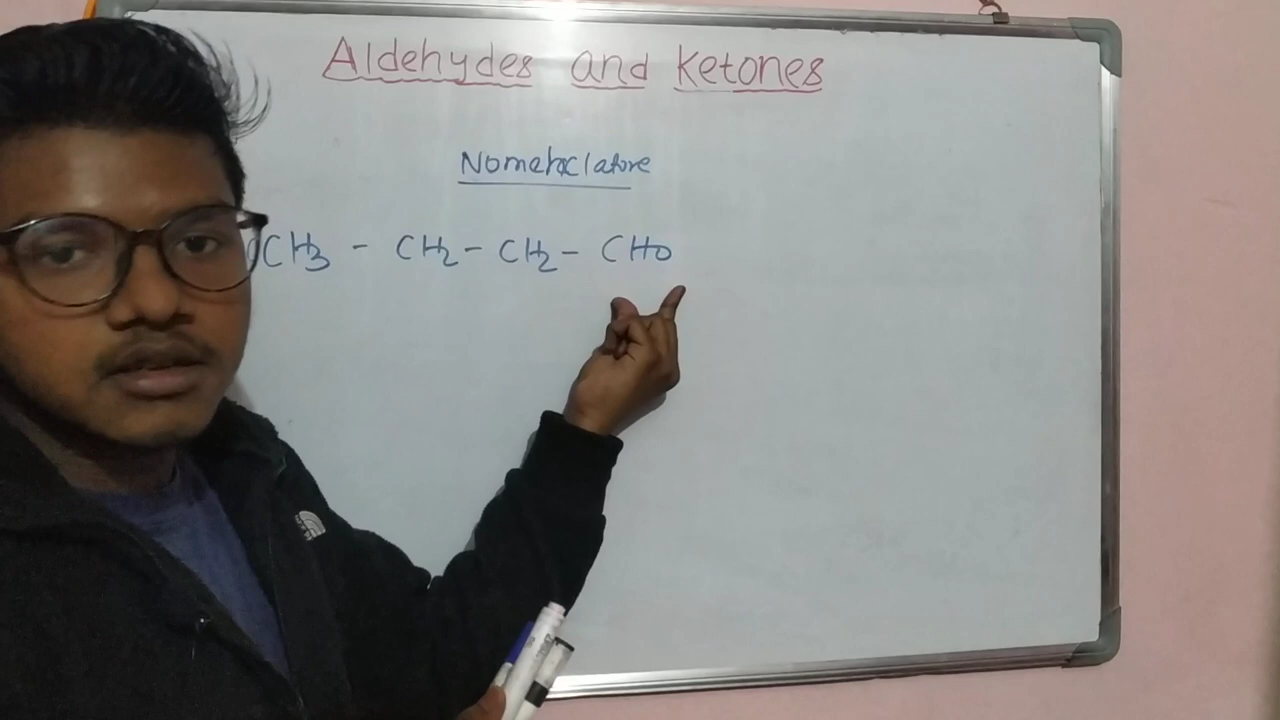 Aldehydes and Ketones
Nomenclature
CH3 - CH2 - CH2 - CHO